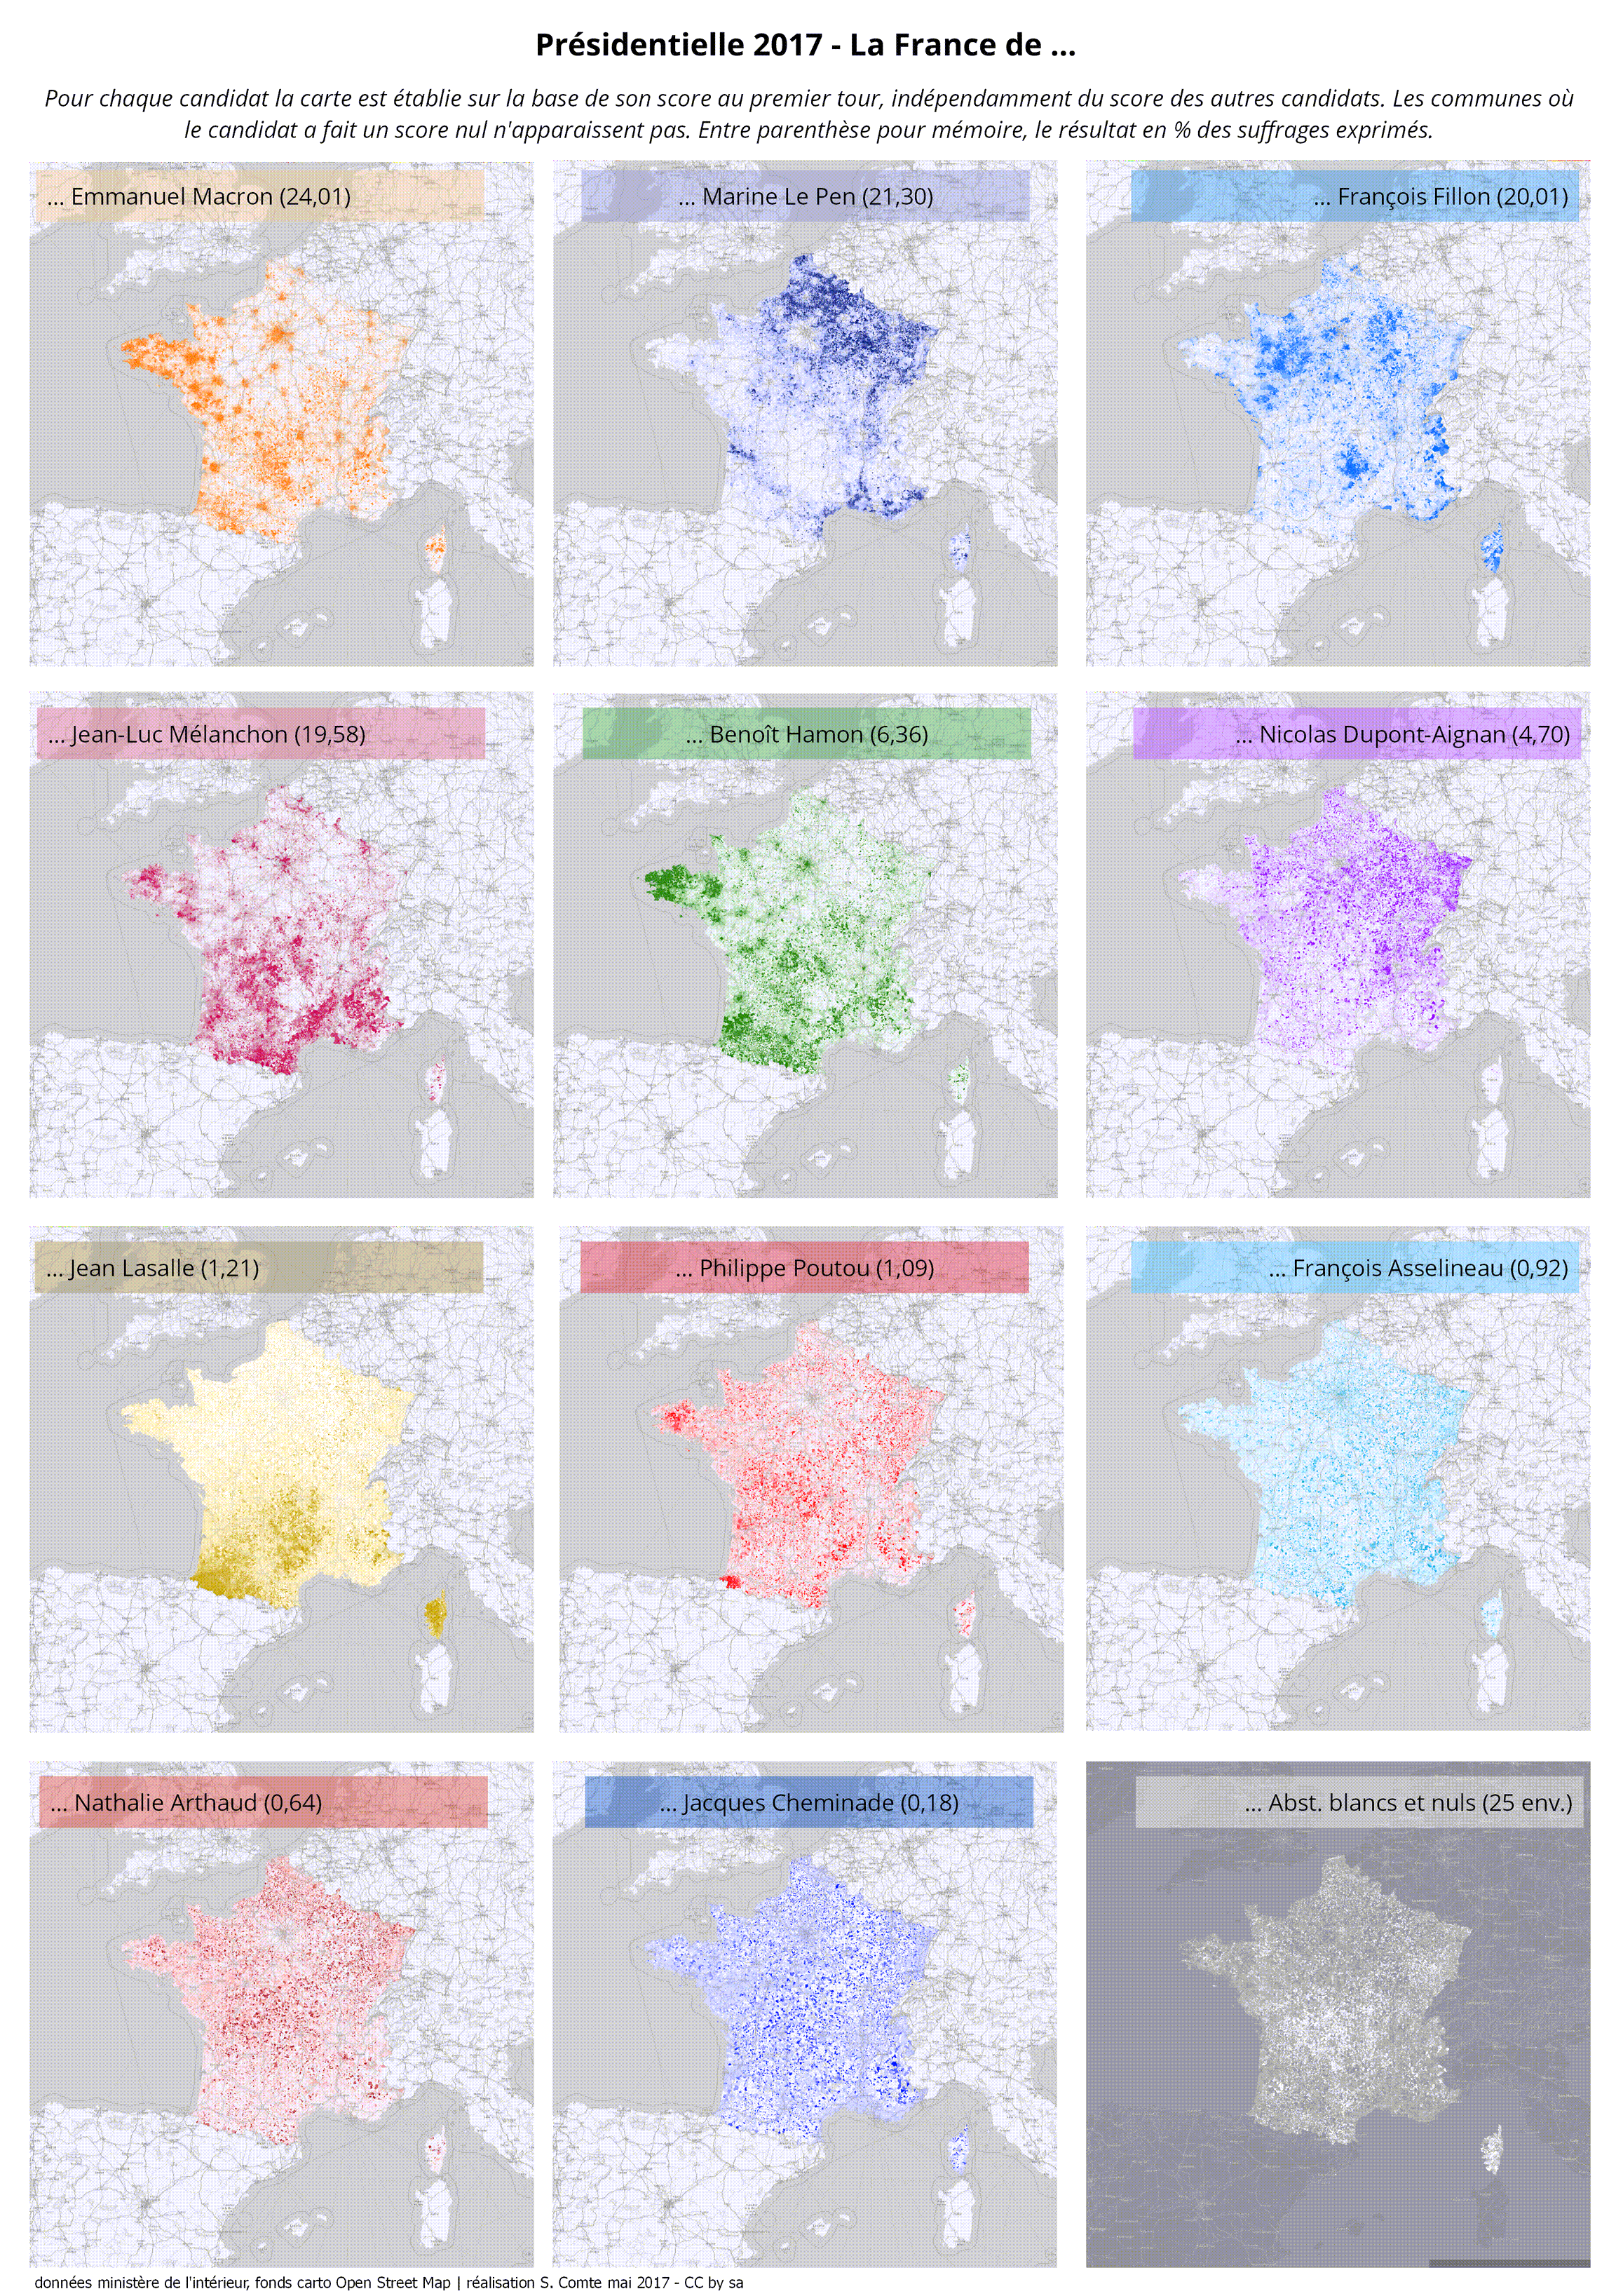 Présidentielle 2017 - La France de ...
Pour chaque candidat la carte est établie sur la base de son score au premier tour, indépendamment du score des autres candidats. Les communes où
le candidat a fait un score nul n'apparaissent pas. Entre parenthèse pour mémoire, le résultat en % des suffrages exprimés.
... Emmanuel Macron (24,01)
... Marine Le Pen (21,30)
... François Fillon (20,01)
... Jean-Luc Mélanchon (19,58)
... Benoît Hamon (6,36)
... Nicolas Dupont-Aignan (4,70)
... Jean Lasalle (1,21)
... Philippe Poutou (1,09)
... François Asselineau (0,92)
... Nathalie Arthaud (0,64)
... Jacques Cheminade (0,18)
... Abst. blancs et nuls (25 env.)
données ministère de l'intérieur, fonds carto Open Street Map | réalisation S. Comte mai 2017 - CC by sa